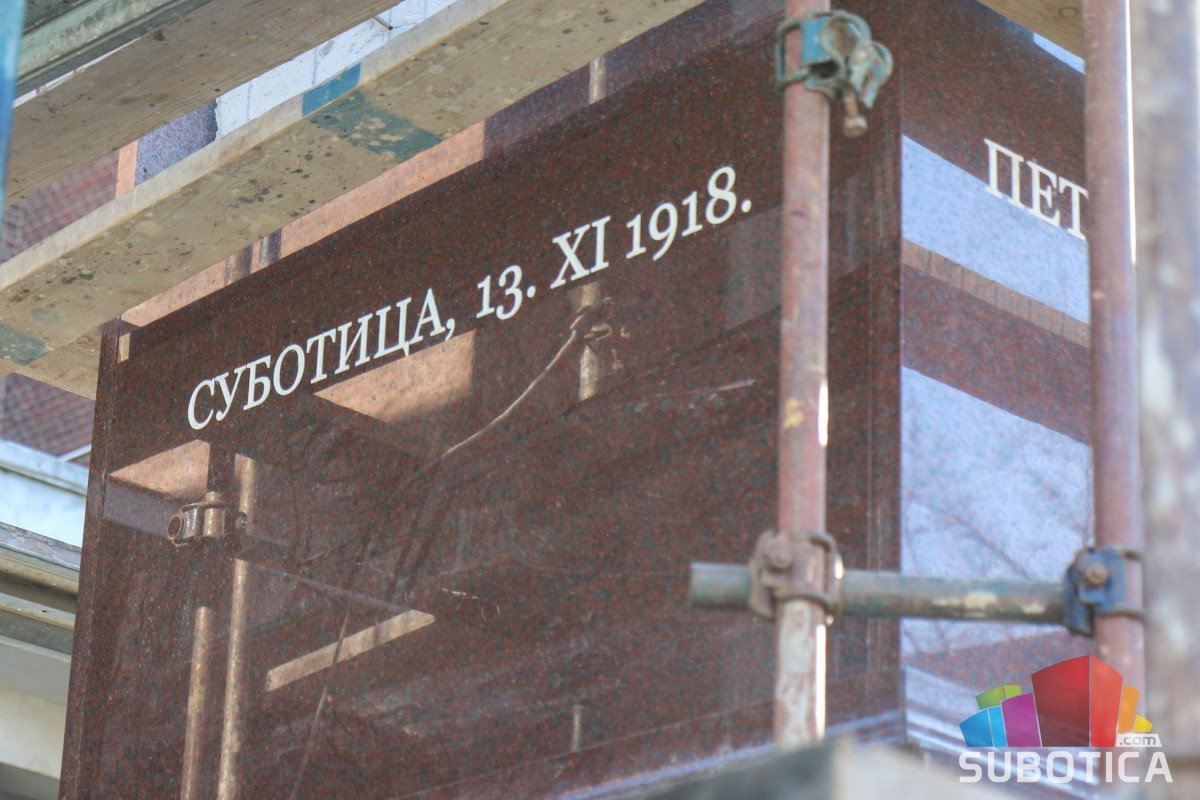 СУБОТИЦА, 13. XI 1918.
ПЕТ
.com
SUBOTICA